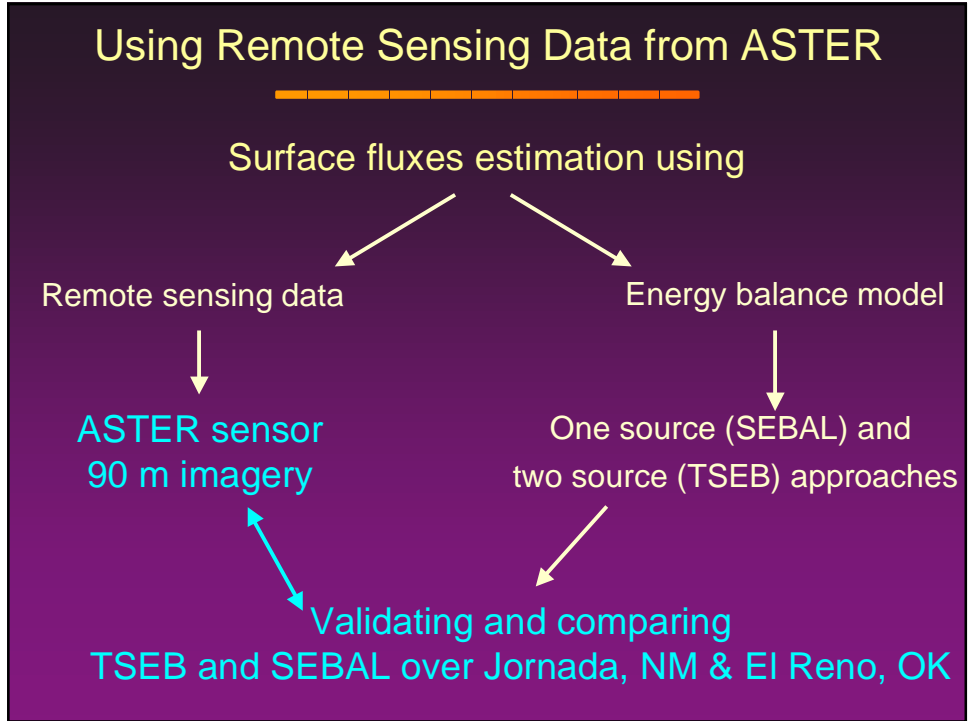 Using Remote Sensing Data from ASTER
Surface fluxes estimation using
Remote sensing data
Energy balance model
ASTER sensor
90 m imagery
One source (SEBAL) and
two source (TSEB) approaches
Validating and comparing
TSEB and SEBAL over Jornada, NM & El Reno, OK